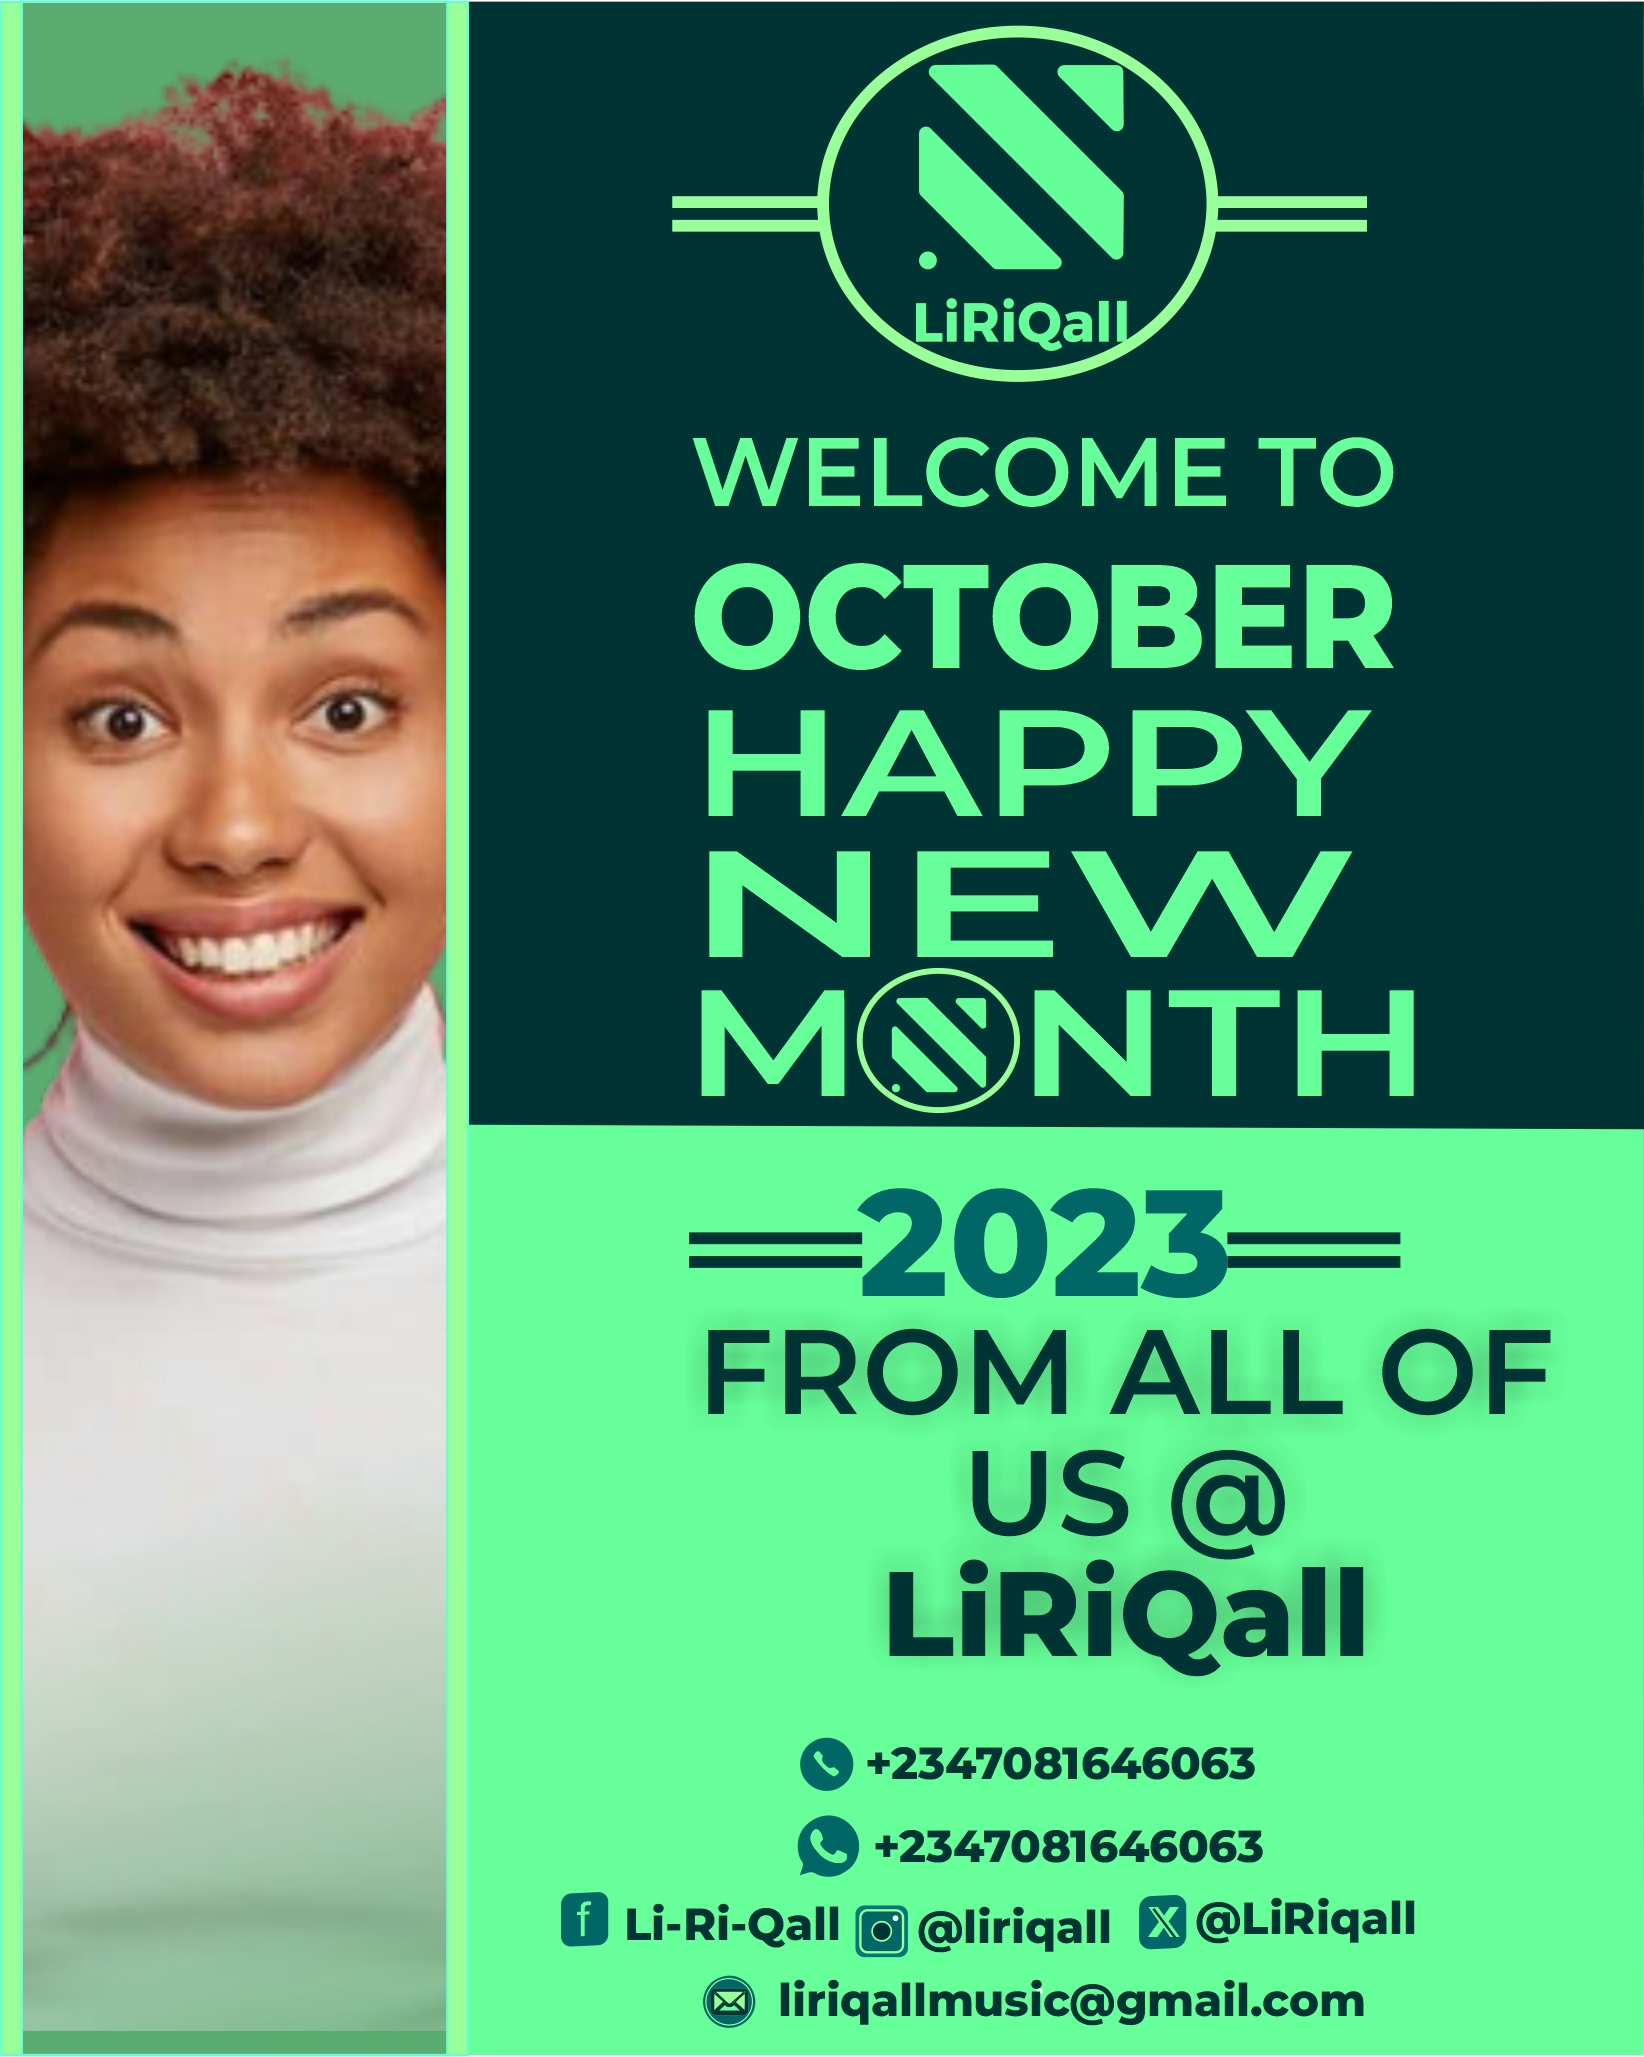 LiRiQall
WELCOME TO
OCTOBER
HAPPY
NEW
MONTH
2023
FROM ALL OF
US @
LiRiQall
+2347081646063
+2347081646063
f Li-Ri-Qall @liriqall X @LiRiqall
liriqallmusic@gmail.com